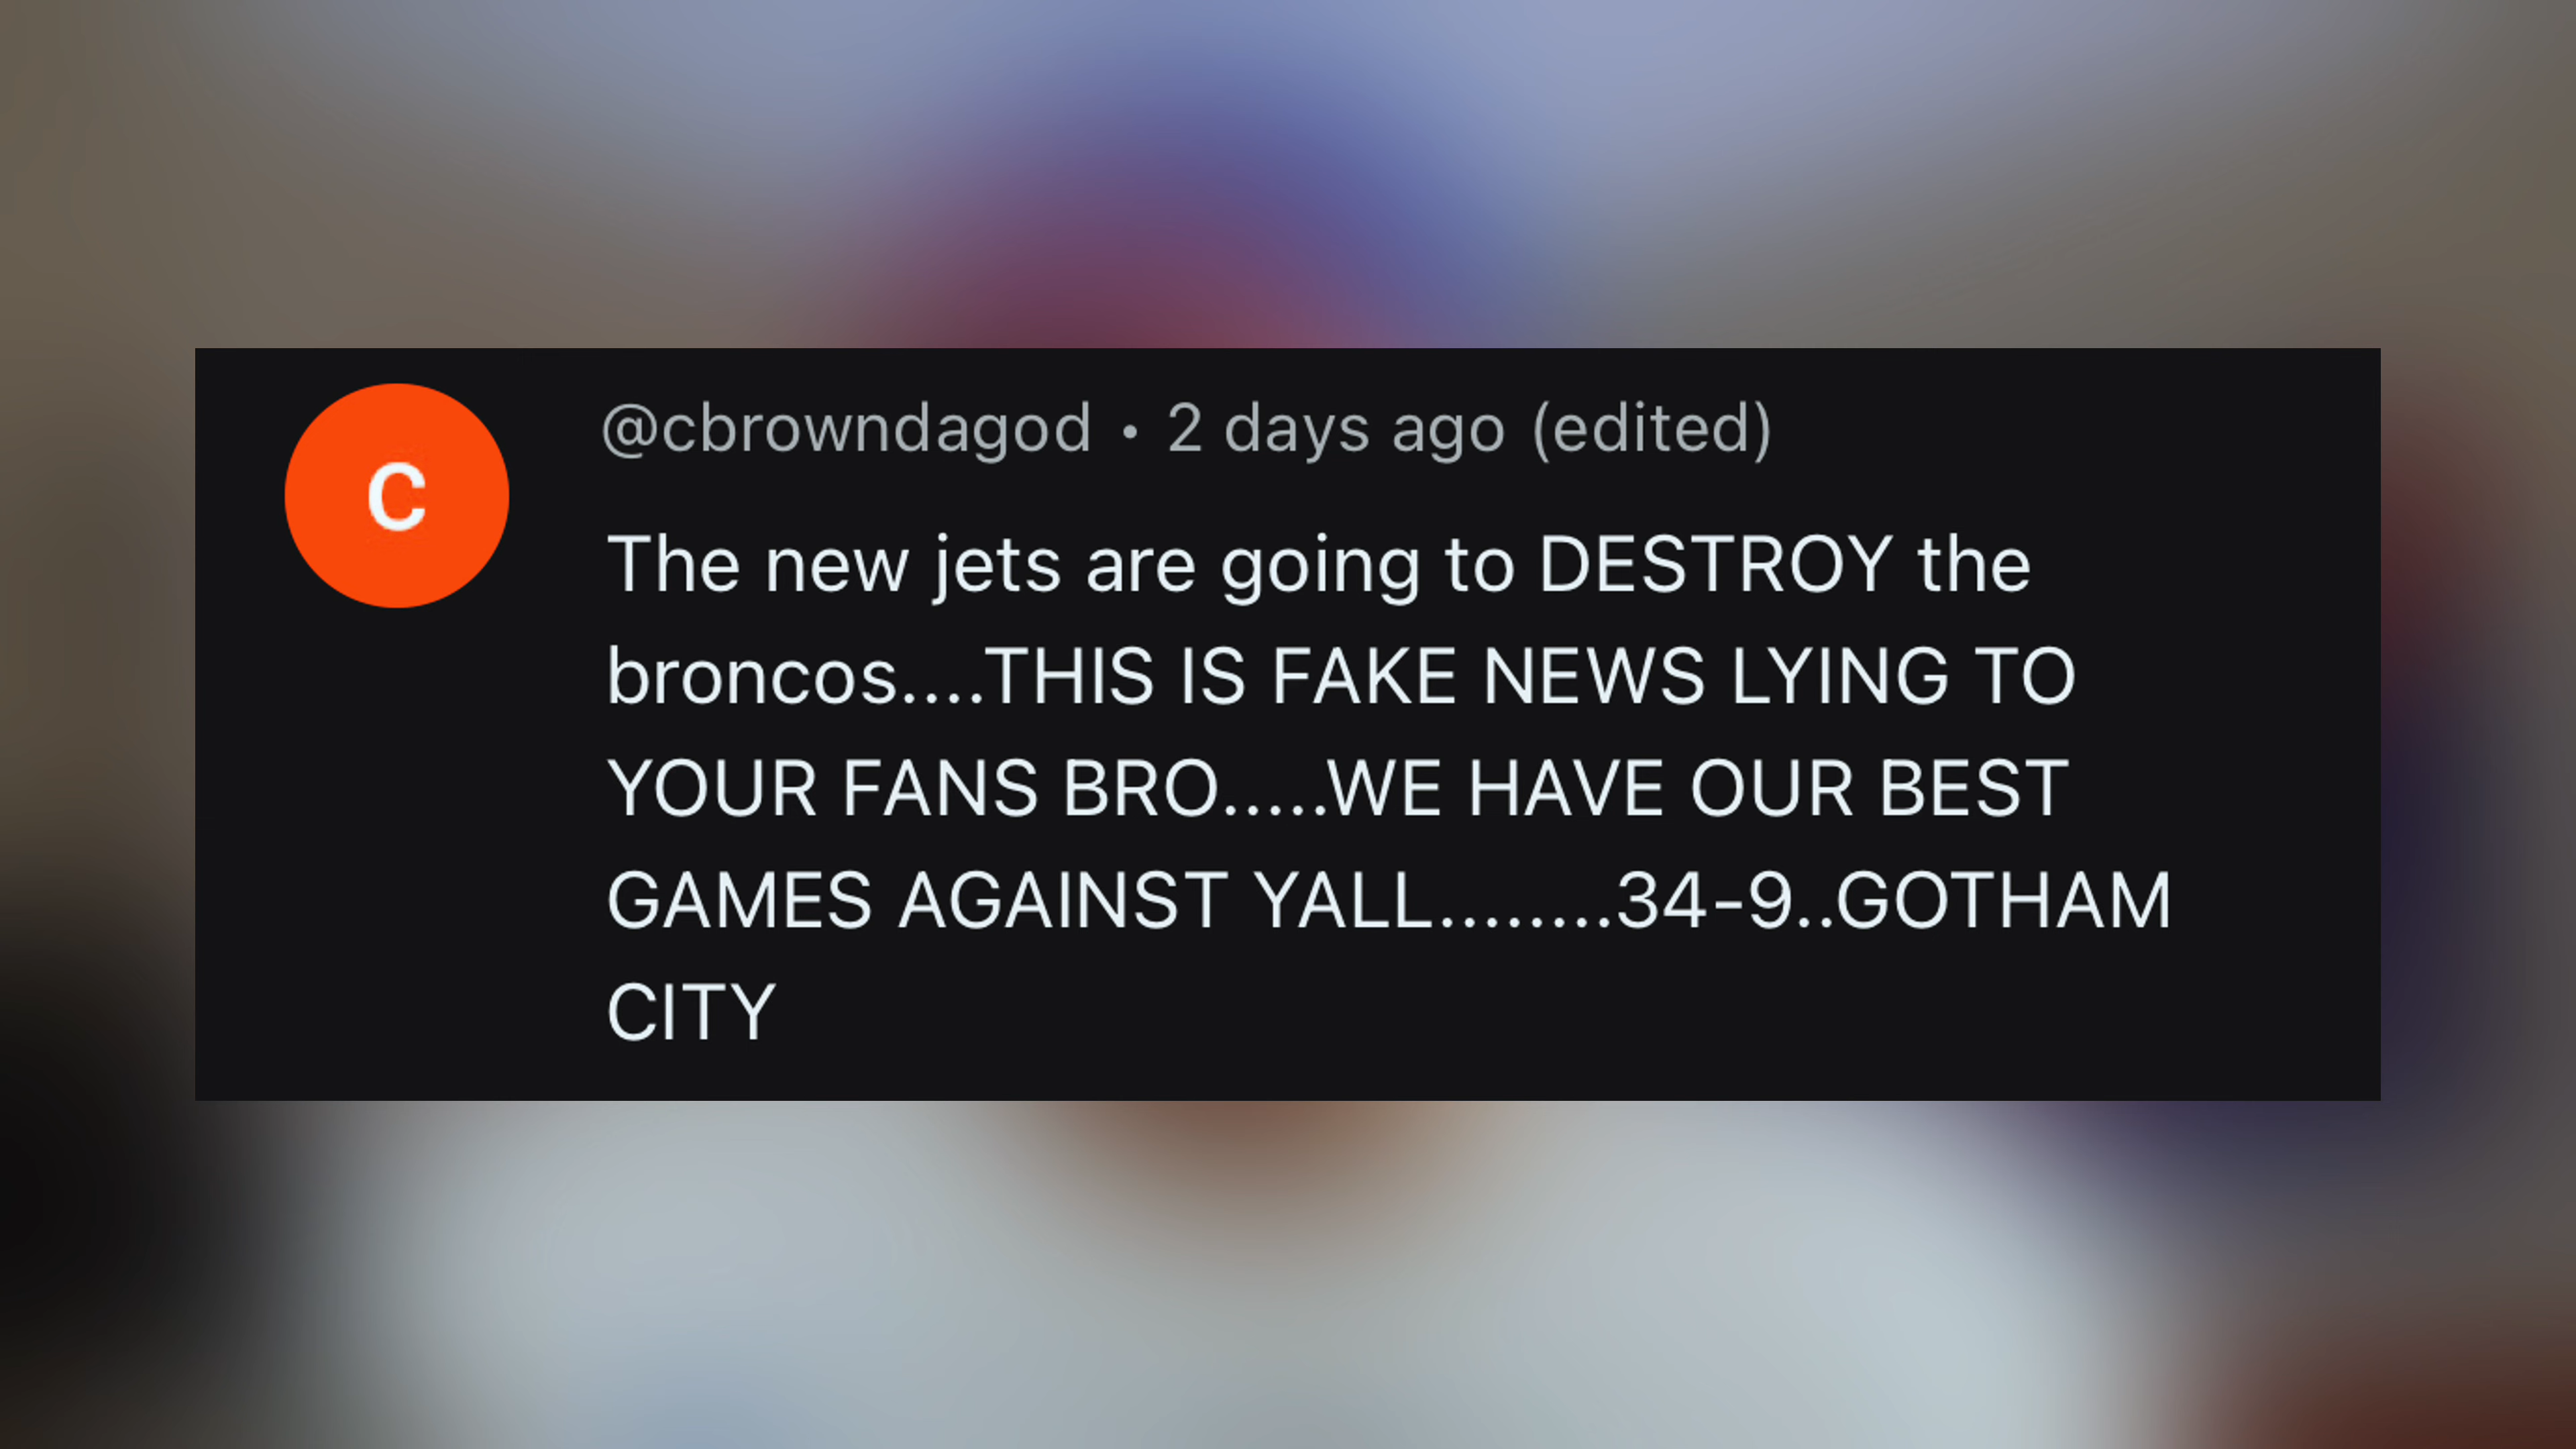 C
@cbrowndagod • 2 days ago (edited)
The new jets are going to DESTROY the
broncos....THIS IS FAKE NEWS LYING TO
YOUR FANS BRO.....WE HAVE OUR BEST
GAMES AGAINST YALL........34-9..GOTHAM
CITY